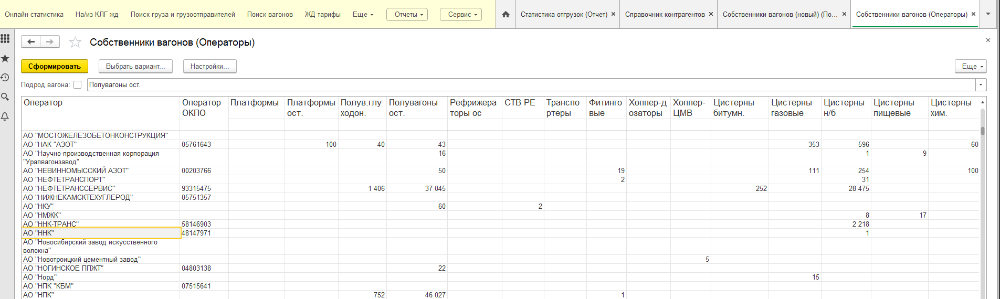 Онлайн статистика На/из КЛГ жд Поиск груза и грузоотправителей Поиск вагонов ЖД тарифы Еще Отчеты Сервис Статистика отгрузок (Отчет) × Справочник контрагентов × Собственники вагонов (новый) (По... × Собственники вагонов (Операторы) ×
Собственники вагонов (Операторы) ×
Сформировать Выбрать вариант... Настройки... Еще
Подрод вагона: Полувагоны ост.
Оператор Оператор Платформы Платформы Полув.глу Полувагоны Рефрижера СТВ РЕ Транспо Фитинго Хоппер-д Хоппер- Цистерны Цистерны Цистерны Цистерны Цистерны
ОКПО ост. ходон. ост. торы ос ртеры вые озаторы ЦМВ битумн. газовые н/б пищевые хим.
АО "МОСТОЖЕЛЕЗОБЕТОНКОНСТРУКЦИЯ"
АО "НАК "АЗОТ" 05761643 100 40 43 353 596 60
АО "Научно-производственная корпорация 16 1 9
"Уралвагонзавод"
АО "НЕВИННОМЫССКИЙ АЗОТ" 00203766 50 19 111 254 100
АО "НЕФТЕТРАНСПОРТ" 2 31
АО "НЕФТЕТРАНССЕРВИС" 93315475 1 406 37 045 252 28 475
АО "НИЖНЕКАМСКТЕХУГЛЕРОД" 05751357
АО "НКУ" 60 2
АО "НМЖК" 8 17
АО "ННК-ТРАНС" 58146903 2 218
АО "ННК" 48147971 1
АО "Новосибирский завод искусственного
волокна"
АО "Новотроицкий цементный завод" 5
АО "НОГИНСКОЕ ППЖТ" 04803138 22
АО "Норд" 15
АО "НПК "КБМ" 07515641
АО "НПК" 752 46 027 1